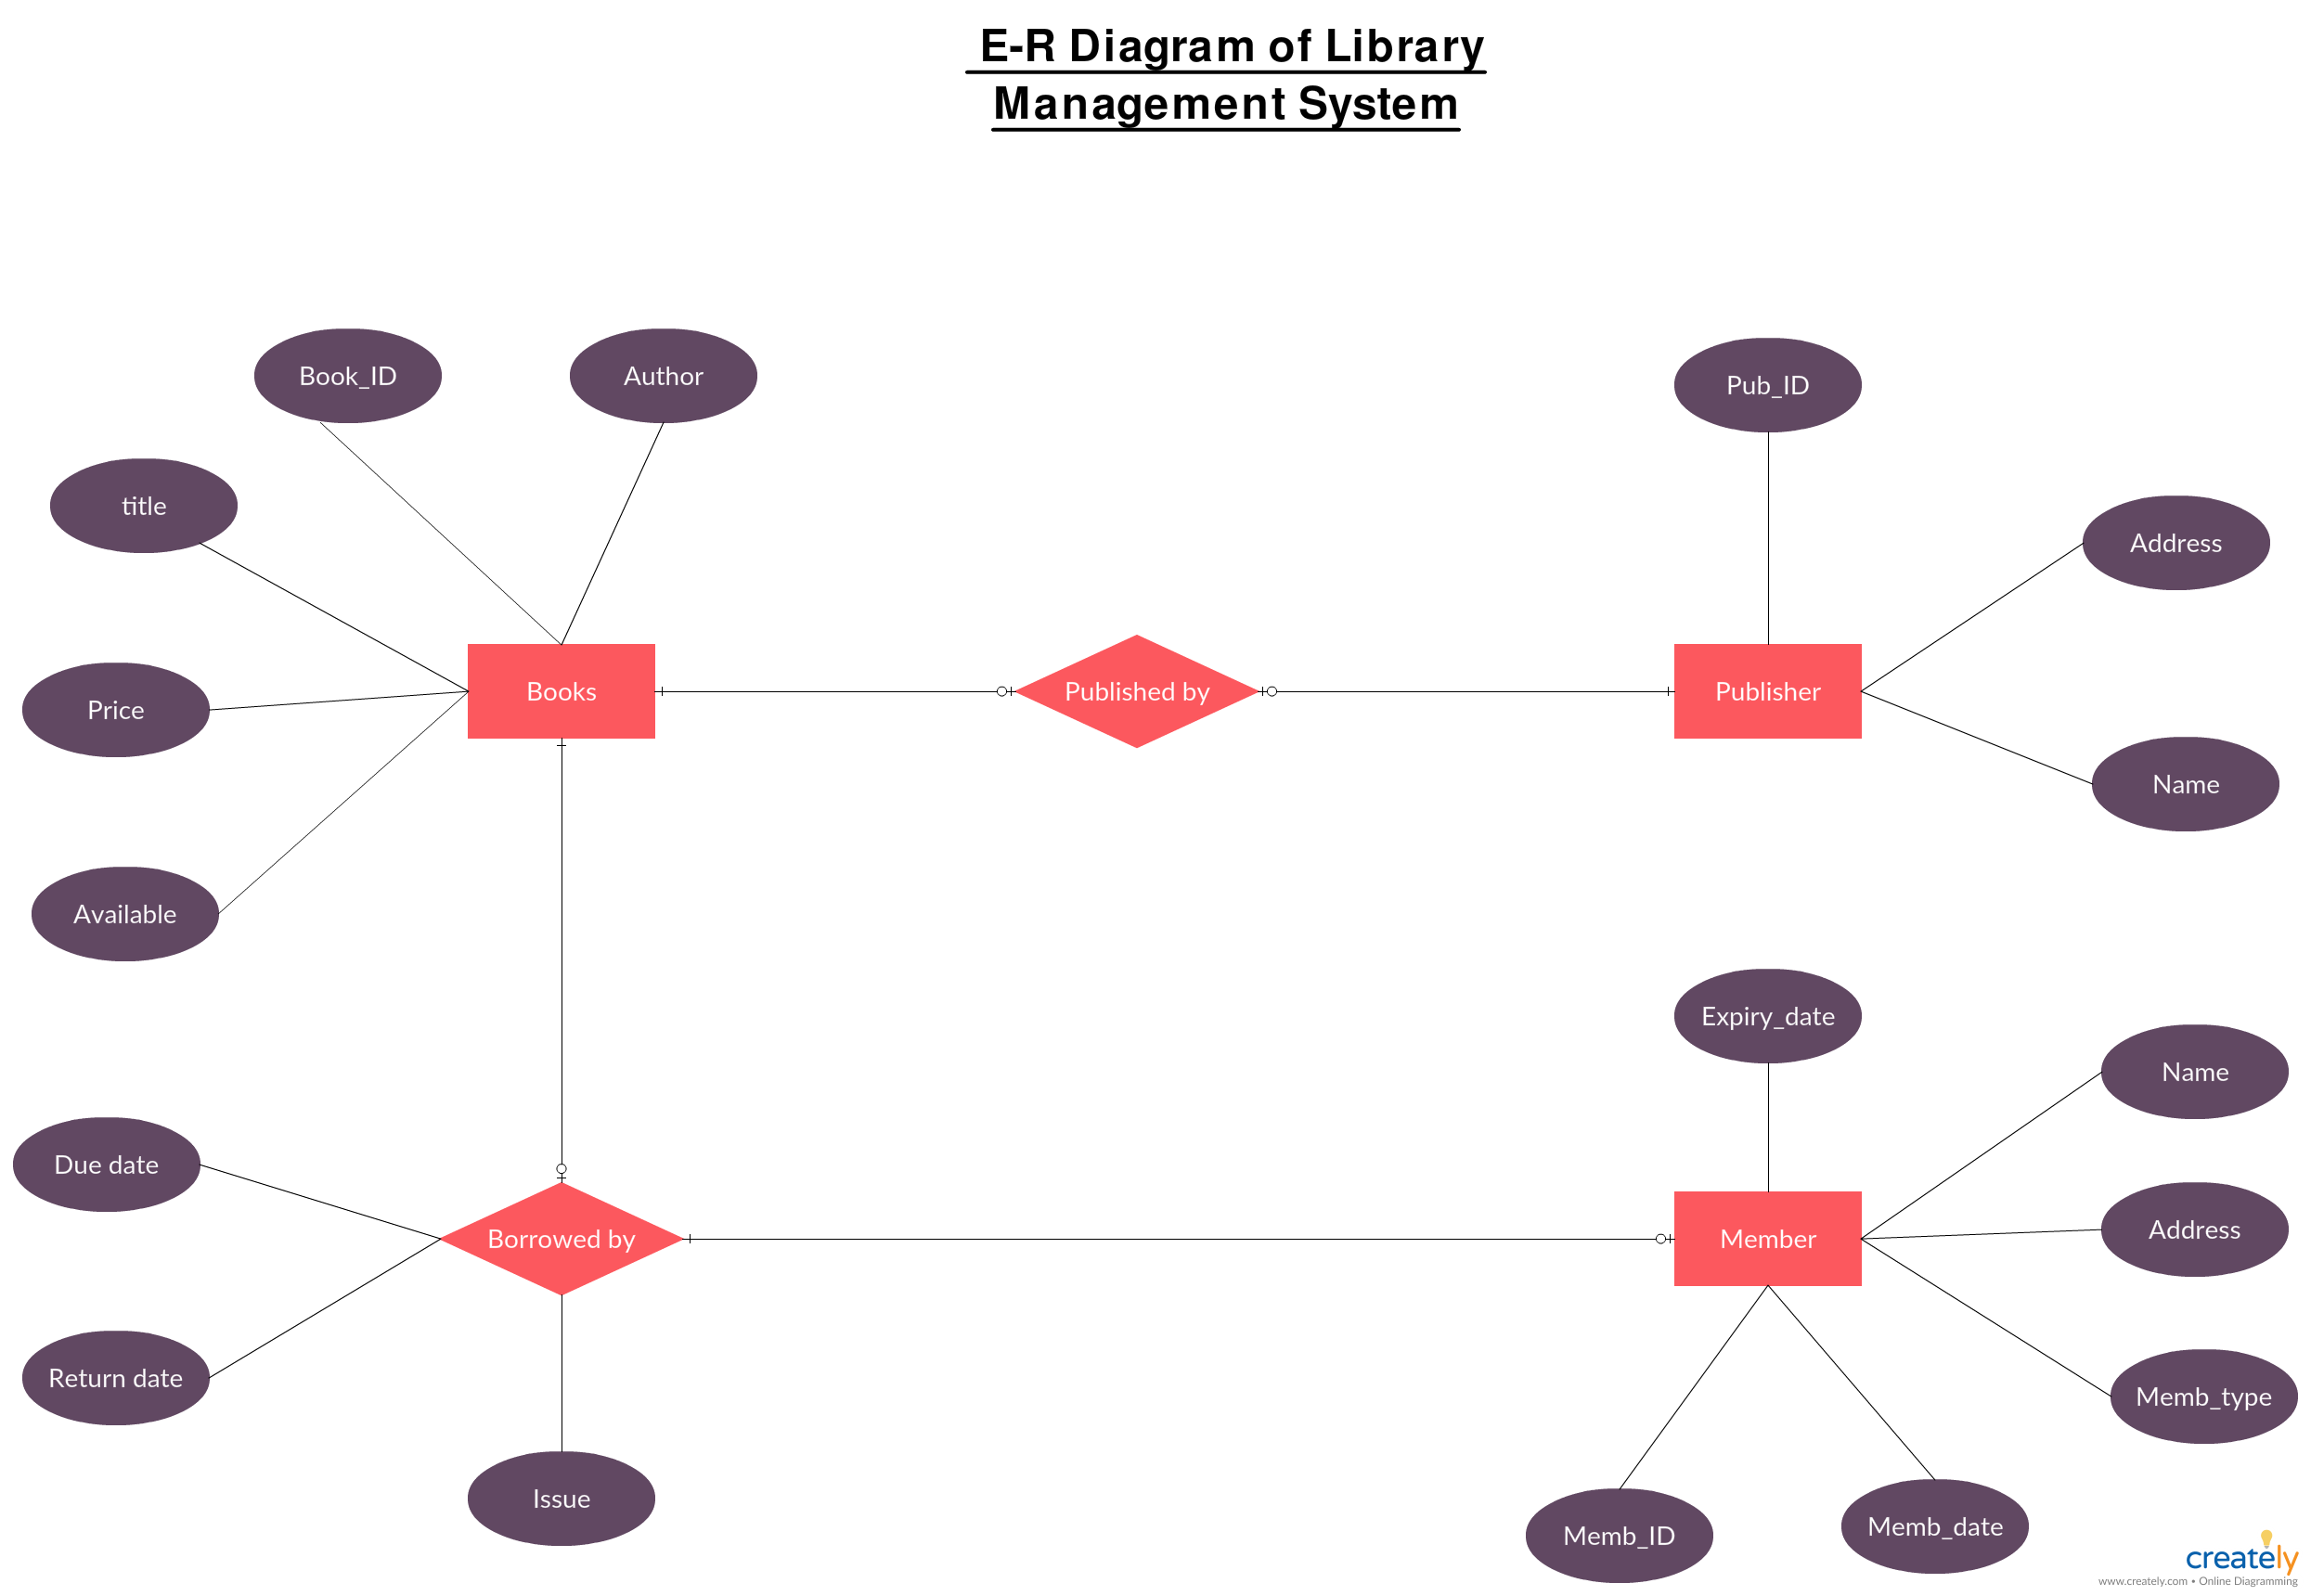 E-R Diagram of Library
Management System
Book_ID
Author
Pub_ID
title
Address
Books
Published by
Publisher
Price
Name
Available
Expiry_date
Name
Due date
Borrowed by
Member
Address
Return date
Memb_type
Issue
Memb_ID
Memb_date
creately
www.creately.com • Online Diagramming